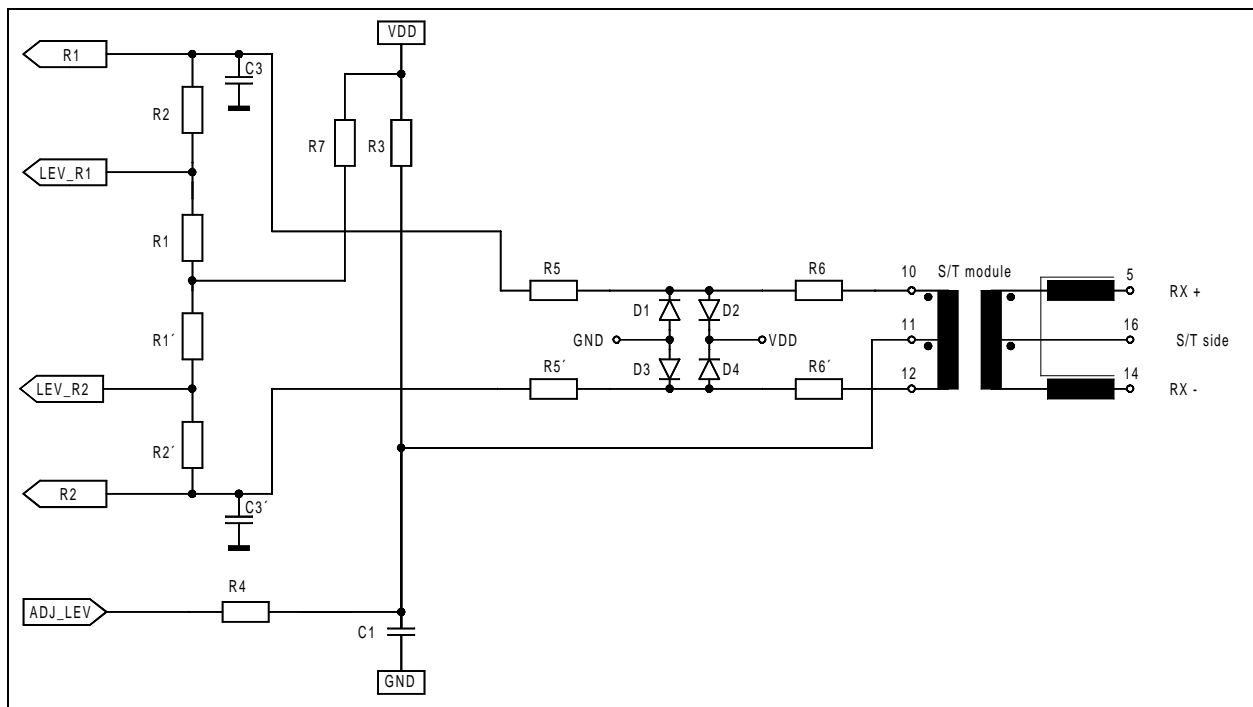 VDD
R1
C3
R2
R7
R3
LEV_R1
R1
R5
R6
10
S/T module
5
RX +
D1
D2
GND
VDD
11
16
S/T side
R1´
D3
D4
LEV_R2
R5´
R6´
12
14
RX -
R2´
R2
C3´
R4
ADJ_LEV
C1
GND